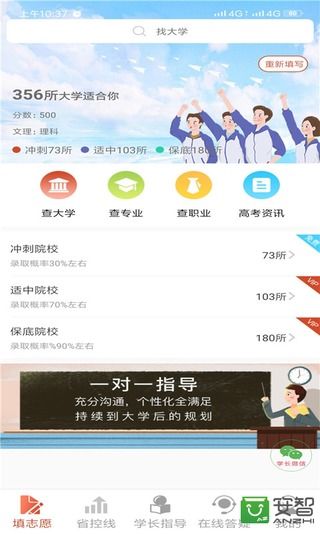 上午10:37
4G 4G 80
找大学
重新填写
356所大学适合你
分数：500
文理：理科
冲刺73所 适中103所 保底180所
查大学 查专业 查职业 高考资讯
免费
冲刺院校
73所
录取概率30%左右
VIP
适中院校
103所
录取概率70%左右
VIP
保底院校
180所
录取概率%90%左右
一对一指导
充分沟通，个性化全满足
持续到大学后的规划
学长微信
填志愿 省控线 学长指导 在线答疑 我的
安智
ANZHI